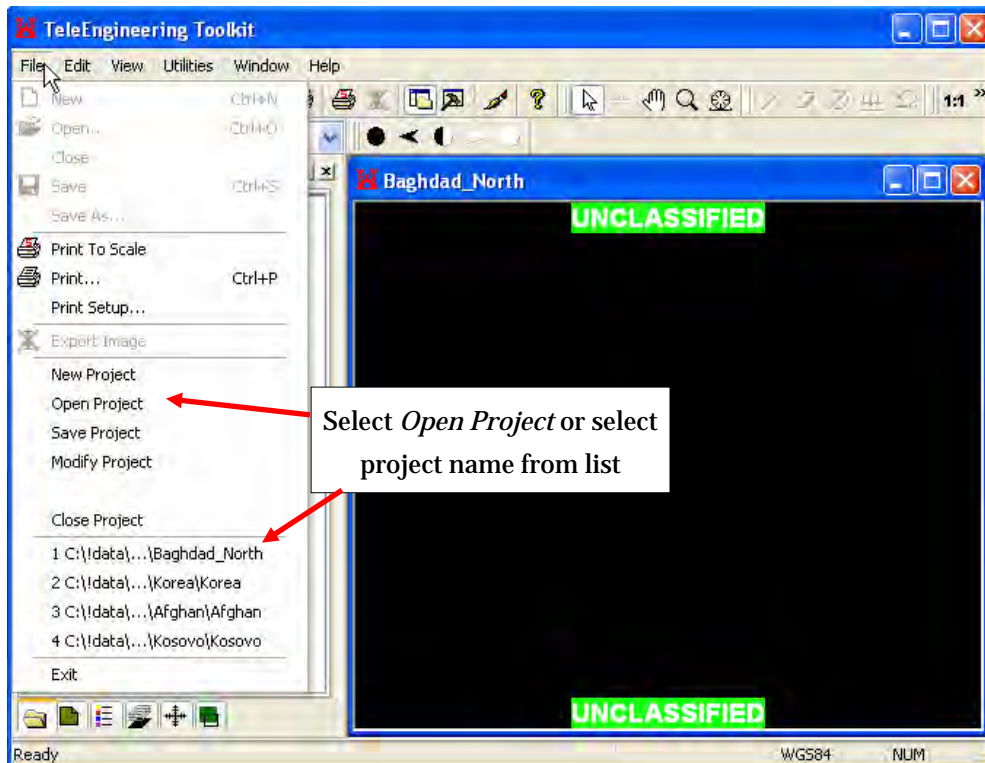 TeleEngineering Toolkit
File Edit View Utilities Window Help
New Ctrl+N
Open... Ctrl+O
Close
Save Ctrl+S
Save As...
Print To Scale
Print... Ctrl+P
Print Setup...
Export Image
New Project
Open Project
Save Project
Modify Project
Close Project
1 C:\!data\...\Baghdad_North
2 C:\!data\...\Korea\Korea
3 C:\!data\...\Afghan\Afghan
4 C:\!data\...\Kosovo\Kosovo
Exit
1:1
Baghdad_North
UNCLASSIFIED
Select Open Project or select
project name from list
UNCLASSIFIED
Ready WGS84 NUM